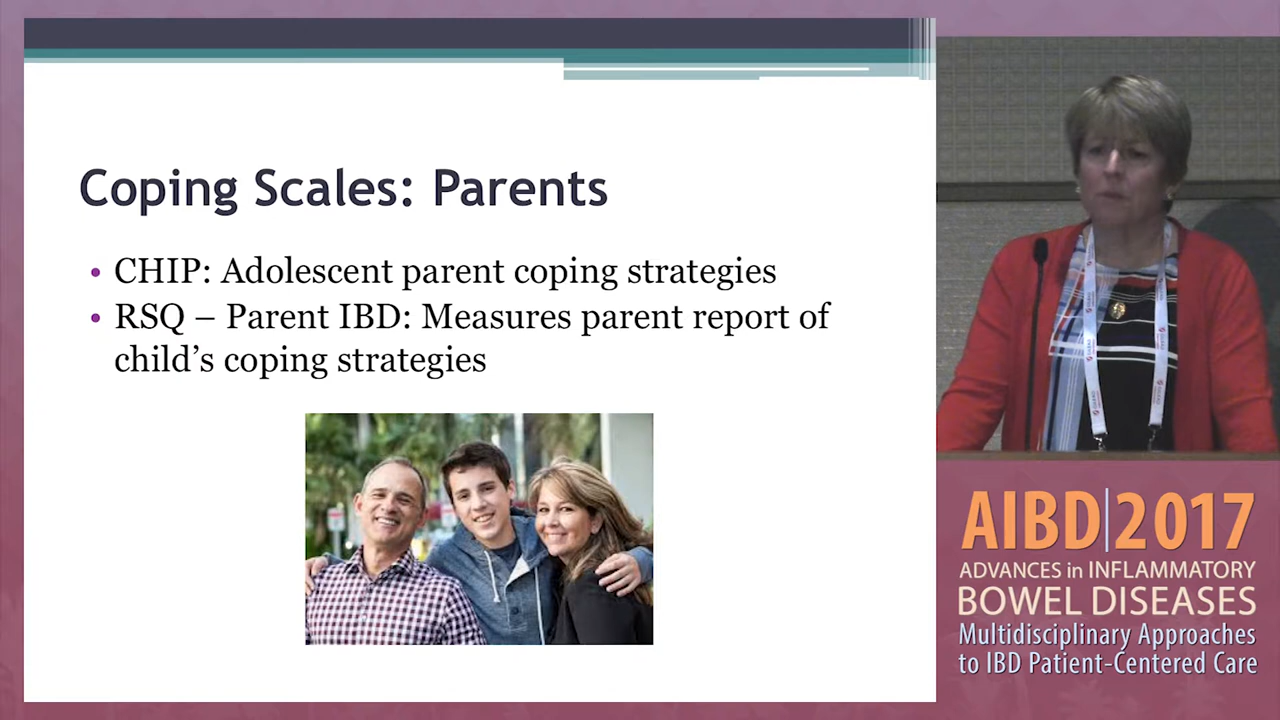 Coping Scales: Parents
• CHIP: Adolescent parent coping strategies
• RSQ – Parent IBD: Measures parent report of
child’s coping strategies
AIBD|2017
ADVANCES in INFLAMMATORY
BOWEL DISEASES
Multidisciplinary Approaches
to IBD Patient-Centered Care